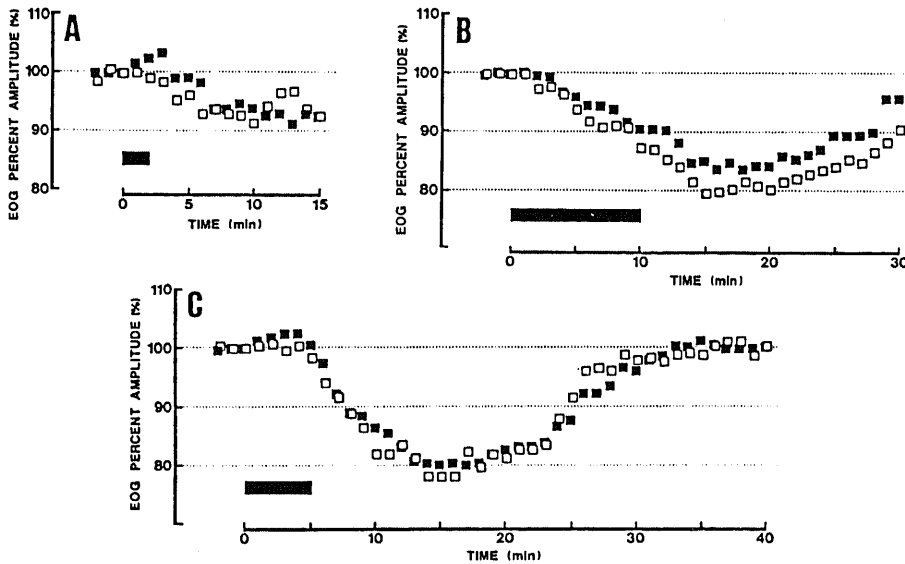 A
EOG PERCENT AMPLITUDE (%)
110
100
90
80
0 5 10 15
TIME (min)
B
EOG PERCENT AMPLITUDE (%)
110
100
90
80
0 10 20 30
TIME (min)
C
EOG PERCENT AMPLITUDE (%)
110
100
90
80
0 10 20 30 40
TIME (min)